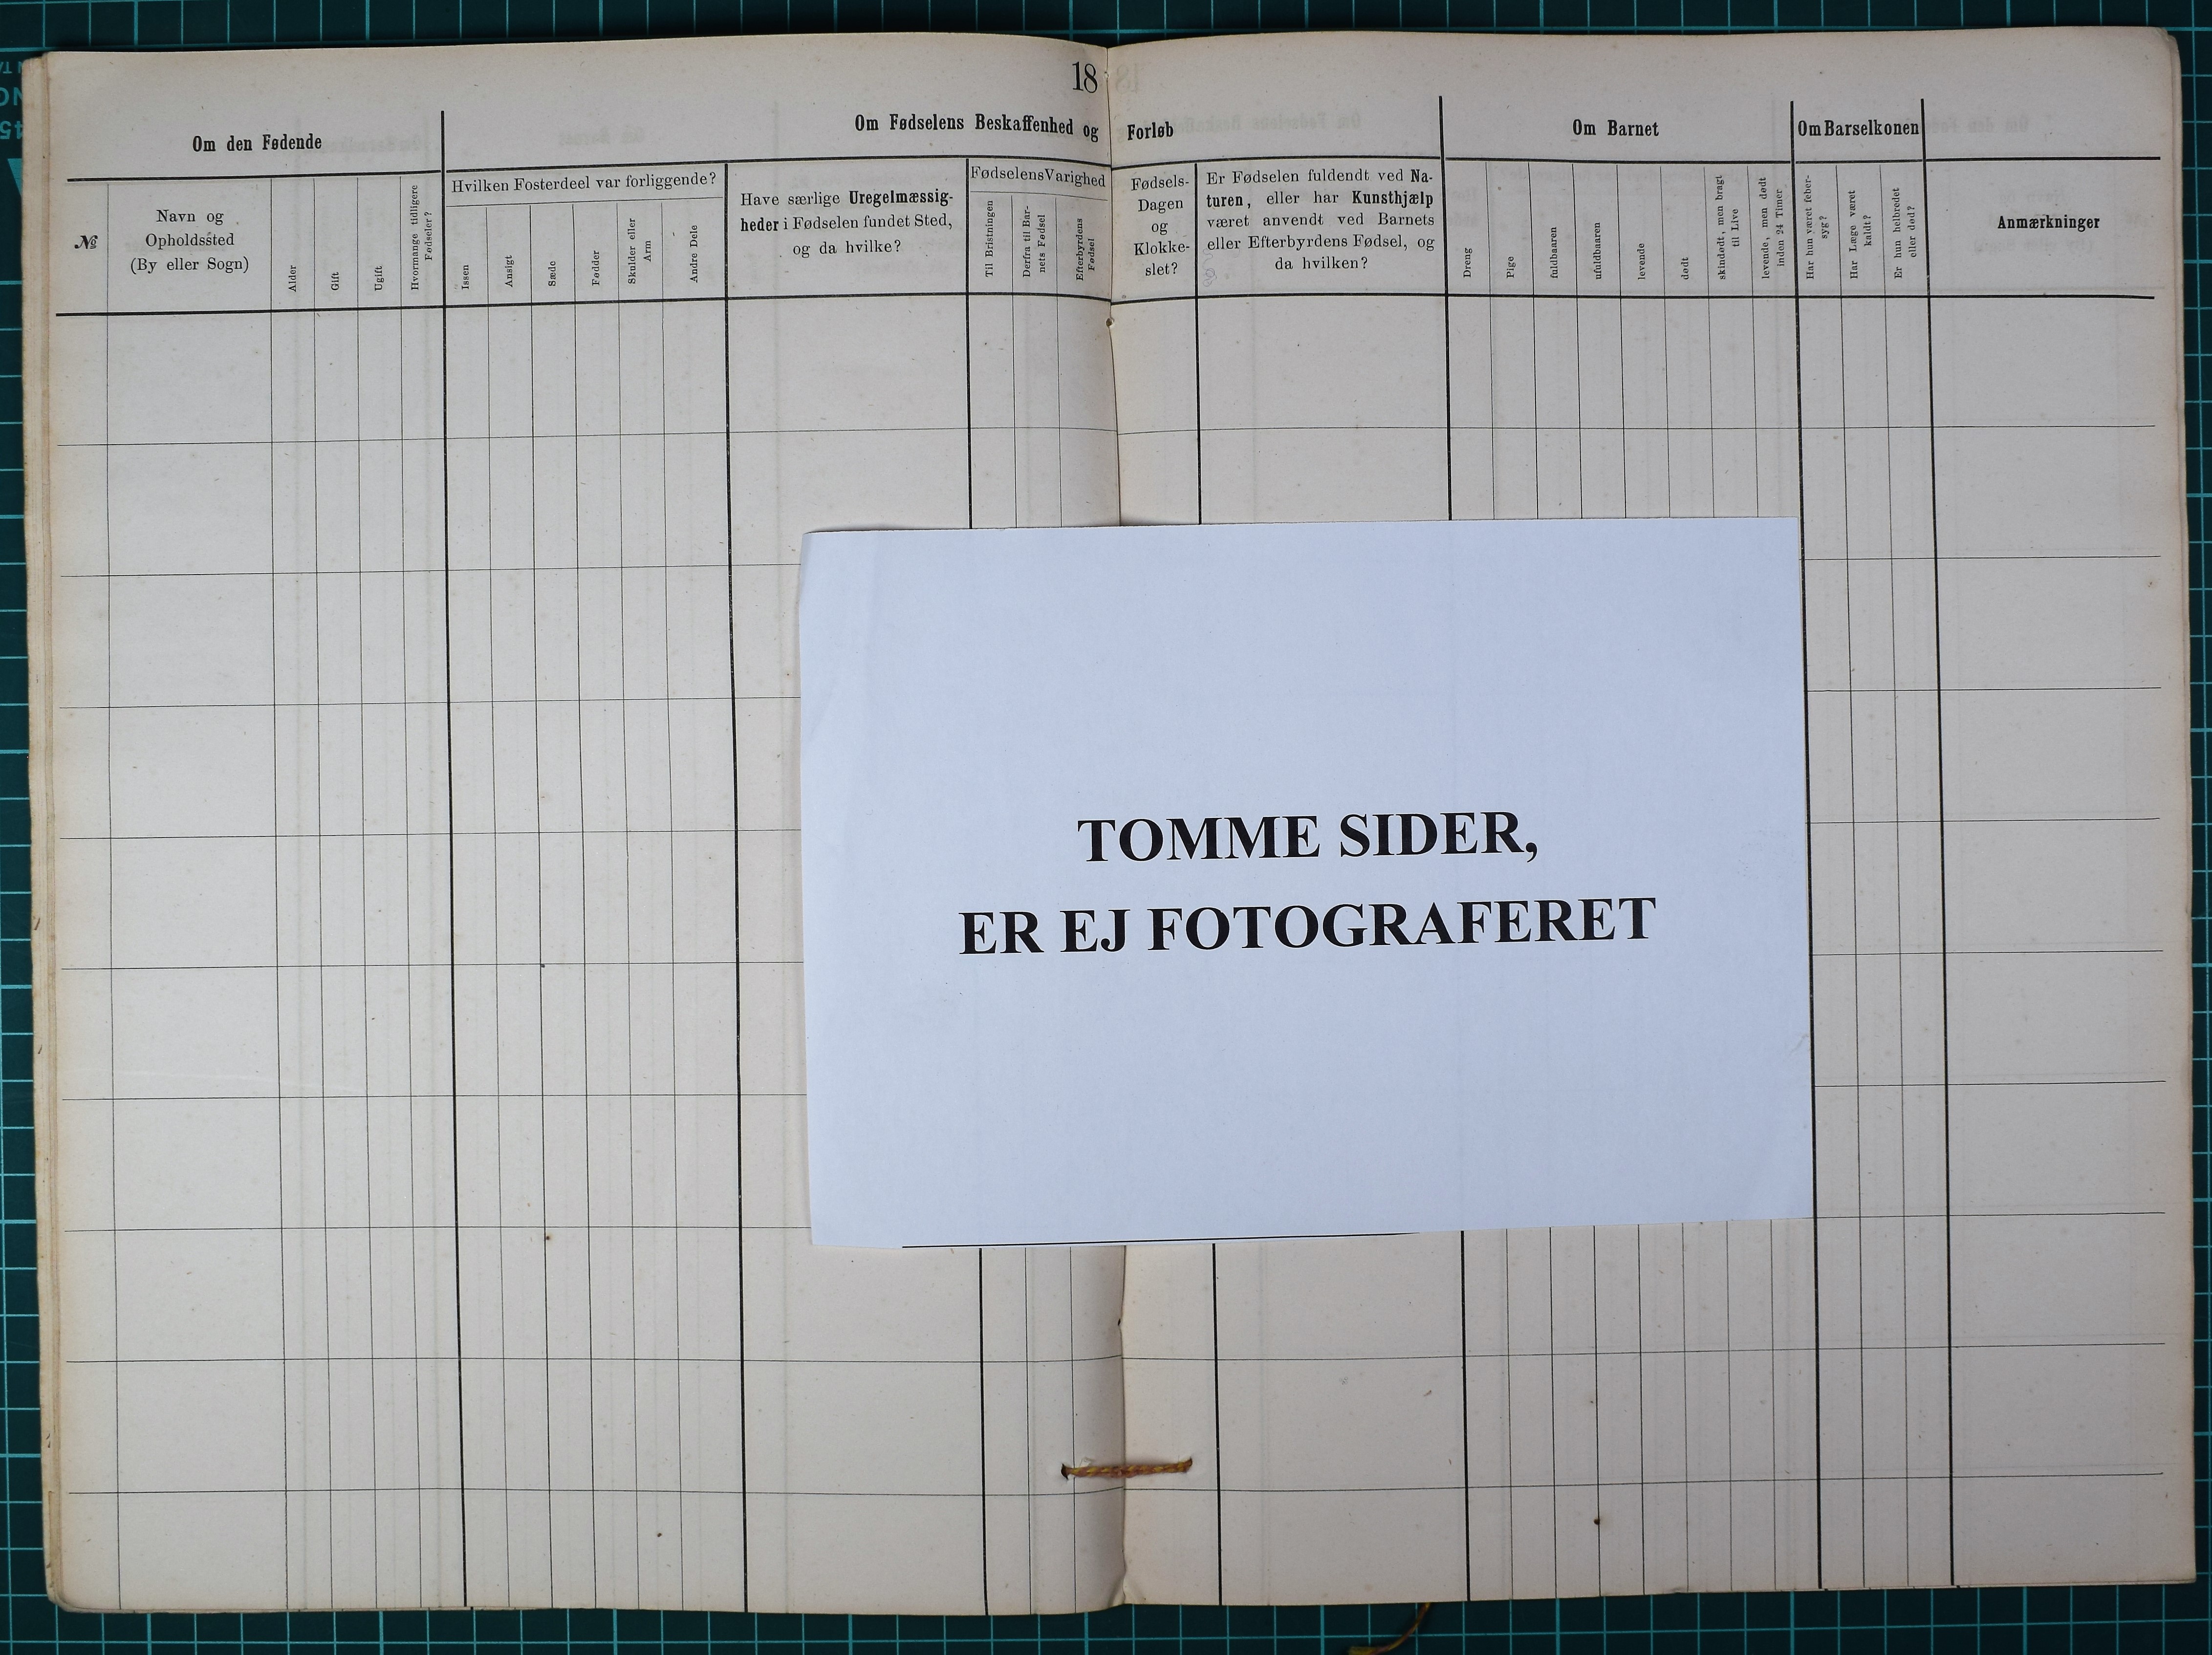 18
Om den Fødende
Om Fødselens Beskaffenhed og Forløb
Om Barnet
Om Barselkonen
№
Navn og
Opholdssted
(By eller Sogn)
Alder
Gift
Ugift
Hvormange tidligere
Fødseler?
Hvilken Fosterdeel var forliggende?
Issen
Ansigt
Sæde
Fødder
Skulder eller
Arm
Andre Dele
Have særlige Uregelmæssig-
heder i Fødselen fundet Sted,
og da hvilke?
Fødselens Varighed
Til Bristningen
Derfra til Bar-
nets Fødsel
Efterbyrdens
Fødsel
Fødsels-
Dagen
og
Klokke-
slet?
Er Fødselen fuldendt ved Na-
turen, eller har Kunsthjælp
været anvendt ved Barnets
eller Efterbyrdens Fødsel, og
da hvilken?
Dreng
Pige
fuldbaaren
ufuldbaaren
levende
dødt
skindødt, men bragt
til Live
levende, men dødt
inden 24 Timer
Har hun været feber-
syg?
Har Læge været
kaldt?
Er hun helbredet
eller død?
Anmærkninger
TOMME SIDER,
ER EJ FOTOGRAFERET